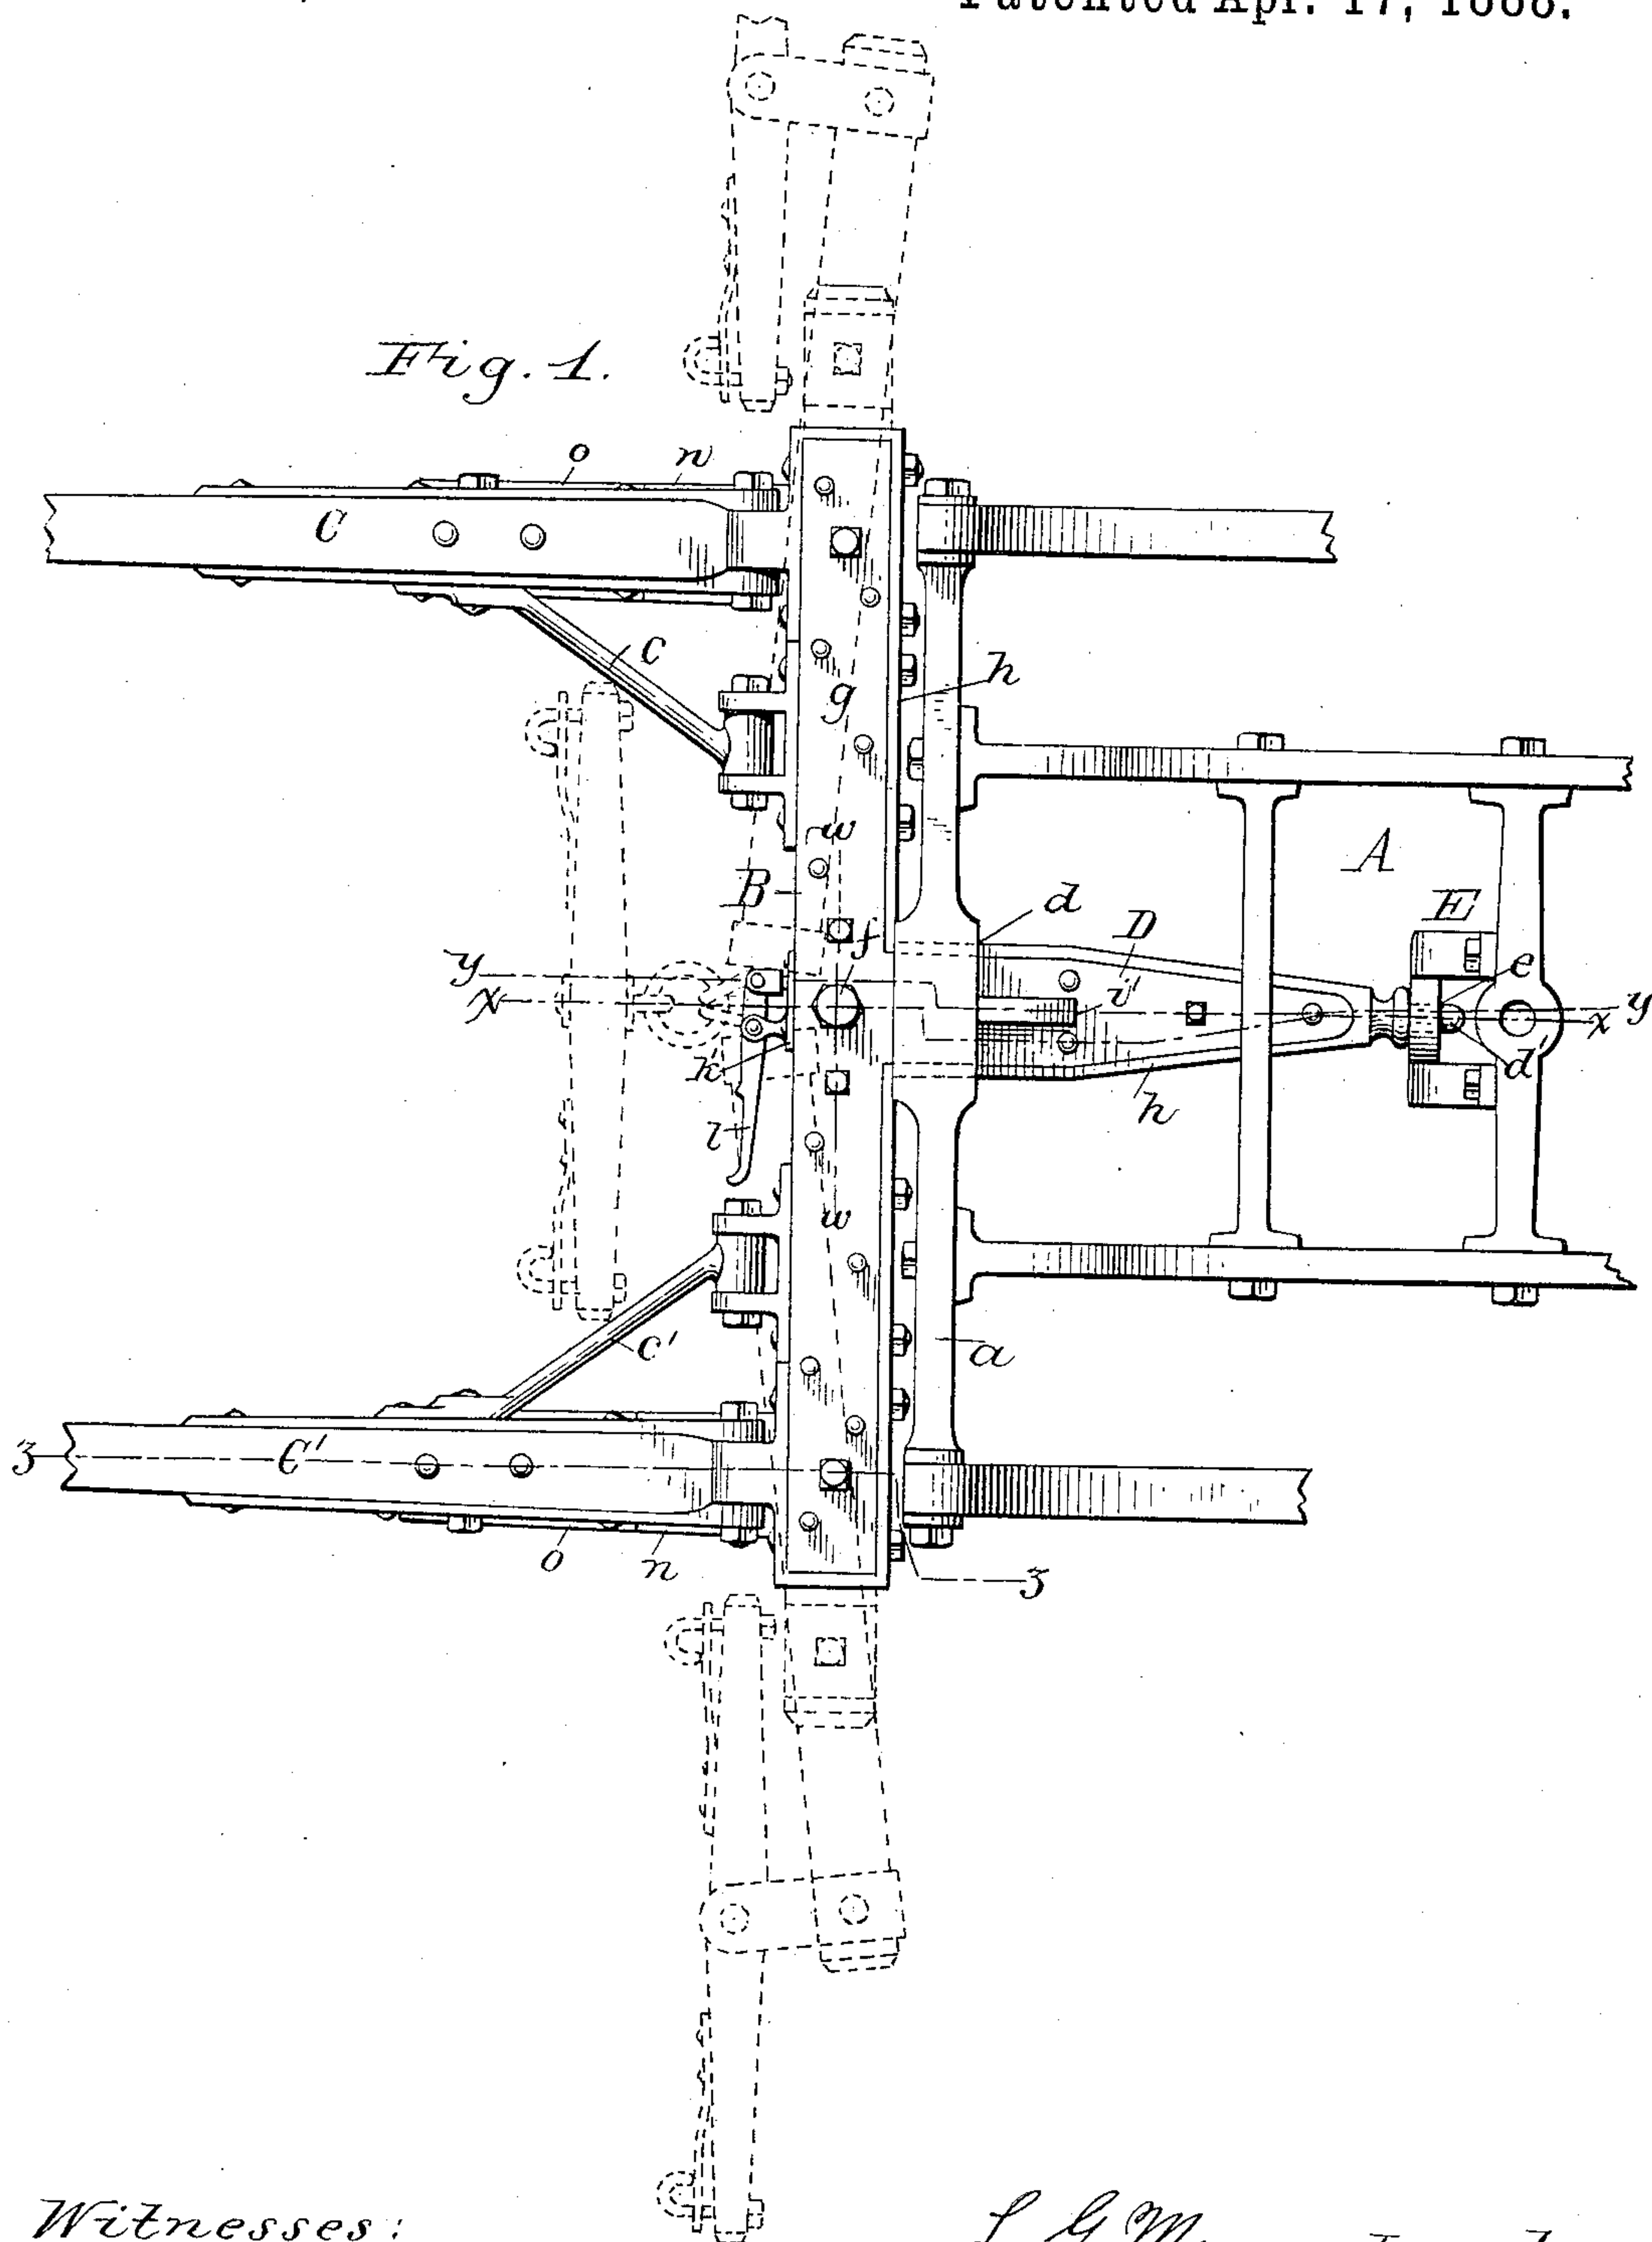 Patented Apr. 17, 1888.
Fig. 1.
o n
C
c
g h
w
A
B d D E
f e
y y
x i' x
k d'
h
l
w
c' a
3 C'
o n 3
Witnesses: